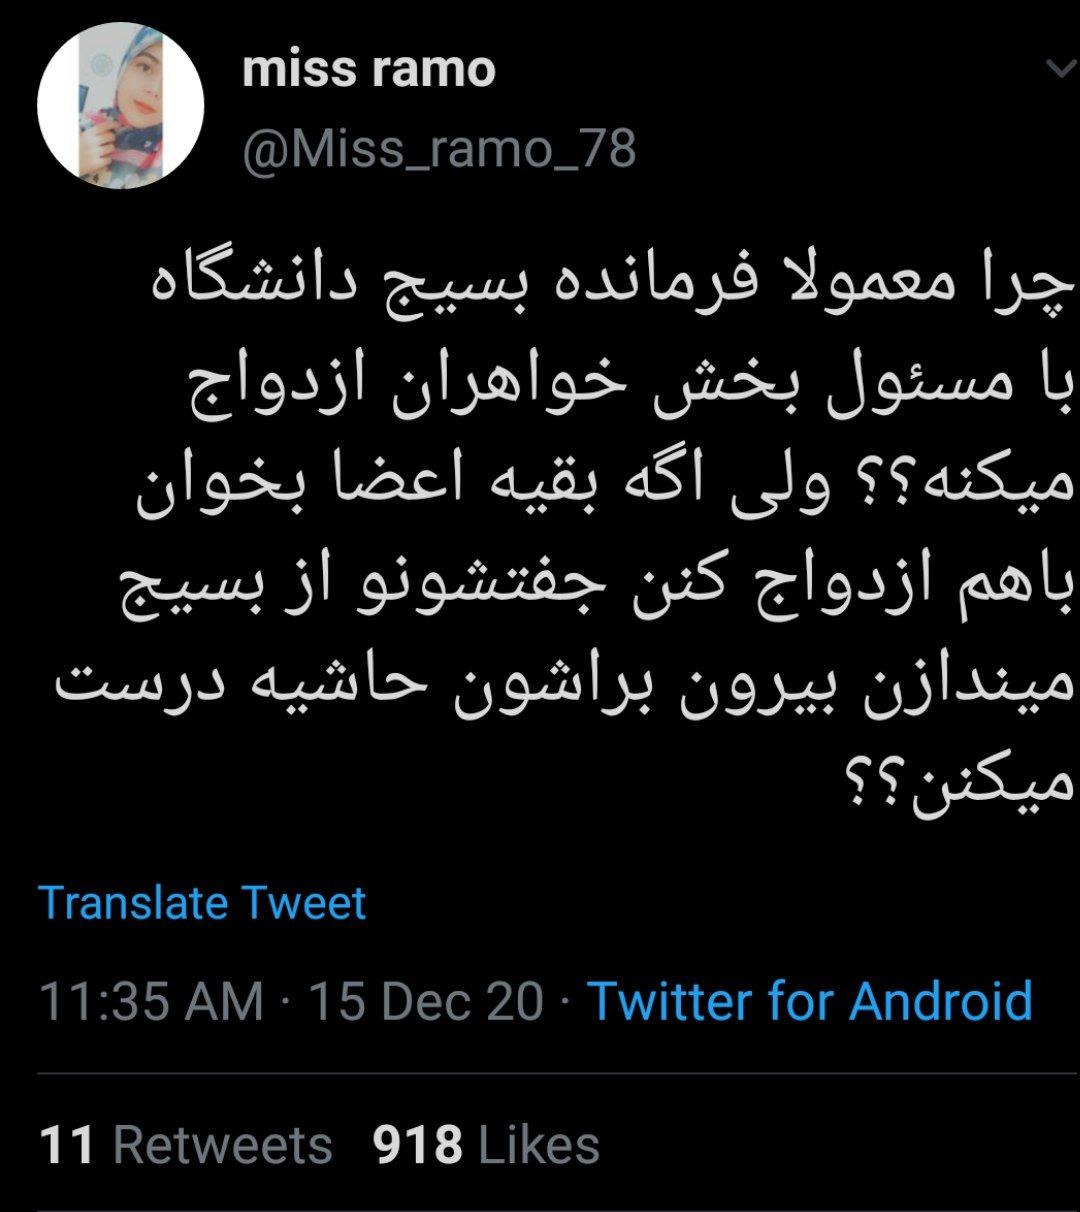 miss ramo
@Miss_ramo_78
چرا معمولا فرمانده بسیج دانشگاه
با مسئول بخش خواهران ازدواج
میکنه؟؟ ولی اگه بقیه اعضا بخوان
باهم ازدواج کنن جفتشونو از بسیج
میندازن بیرون براشون حاشیه درست
میکنن؟؟
Translate Tweet
11:35 AM · 15 Dec 20 · Twitter for Android
11 Retweets 918 Likes